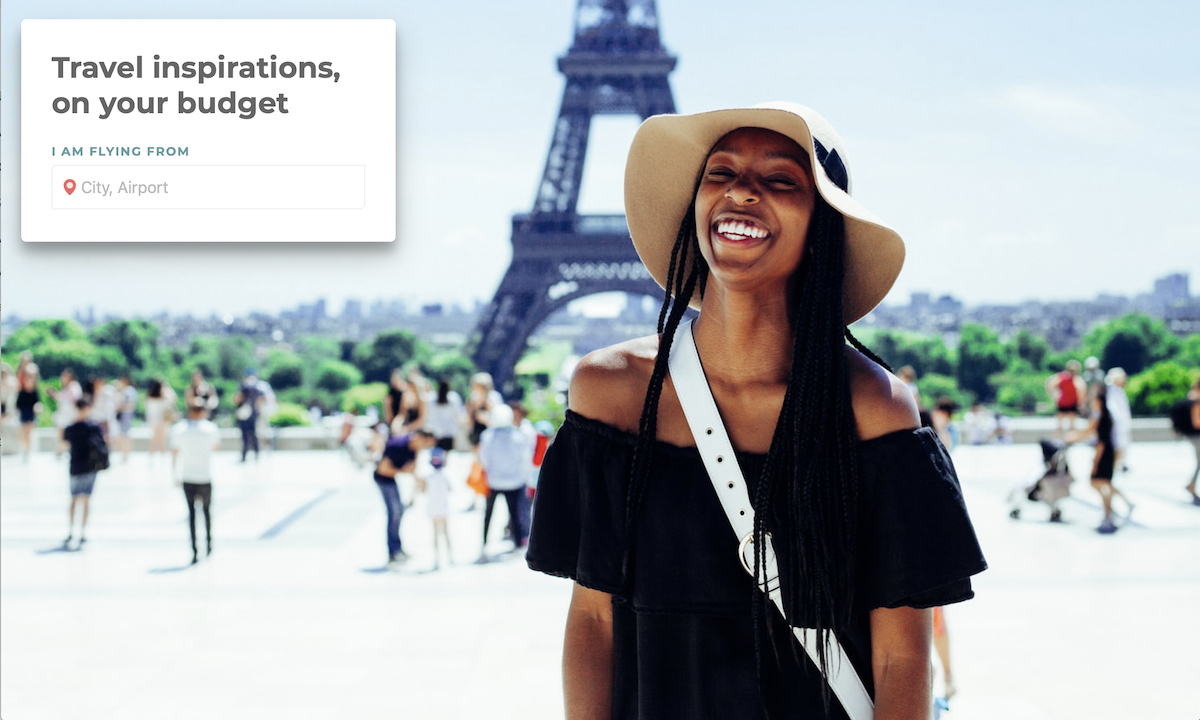 Travel inspirations,
on your budget
I AM FLYING FROM
City, Airport